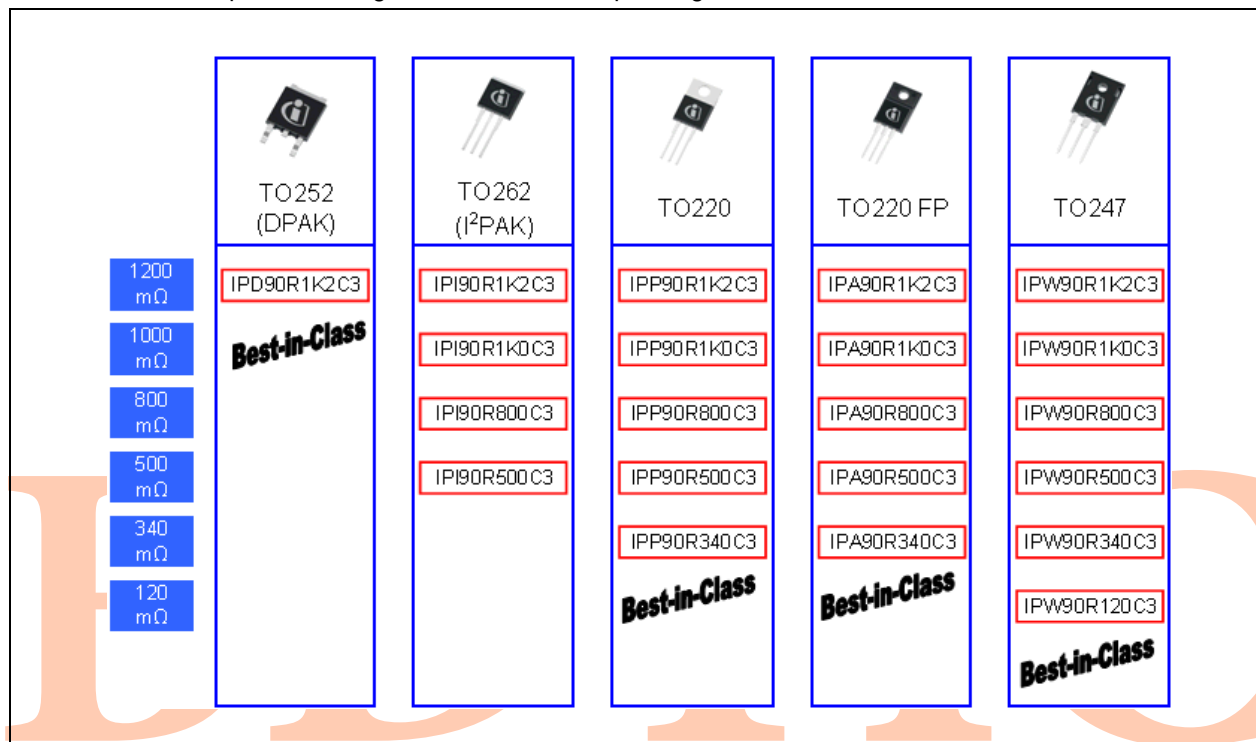 TO252
(DPAK)
TO262
(I²PAK)
TO220
TO220 FP
TO247
1200
mΩ
IPD90R1K2C3
IPI90R1K2C3
IPP90R1K2C3
IPA90R1K2C3
IPW90R1K2C3
1000
mΩ
Best-in-Class
IPI90R1K0C3
IPP90R1K0C3
IPA90R1K0C3
IPW90R1K0C3
800
mΩ
IPI90R800C3
IPP90R800C3
IPA90R800C3
IPW90R800C3
500
mΩ
IPI90R500C3
IPP90R500C3
IPA90R500C3
IPW90R500C3
340
mΩ
IPP90R340C3
IPA90R340C3
IPW90R340C3
120
mΩ
Best-in-Class
Best-in-Class
IPW90R120C3
Best-in-Class